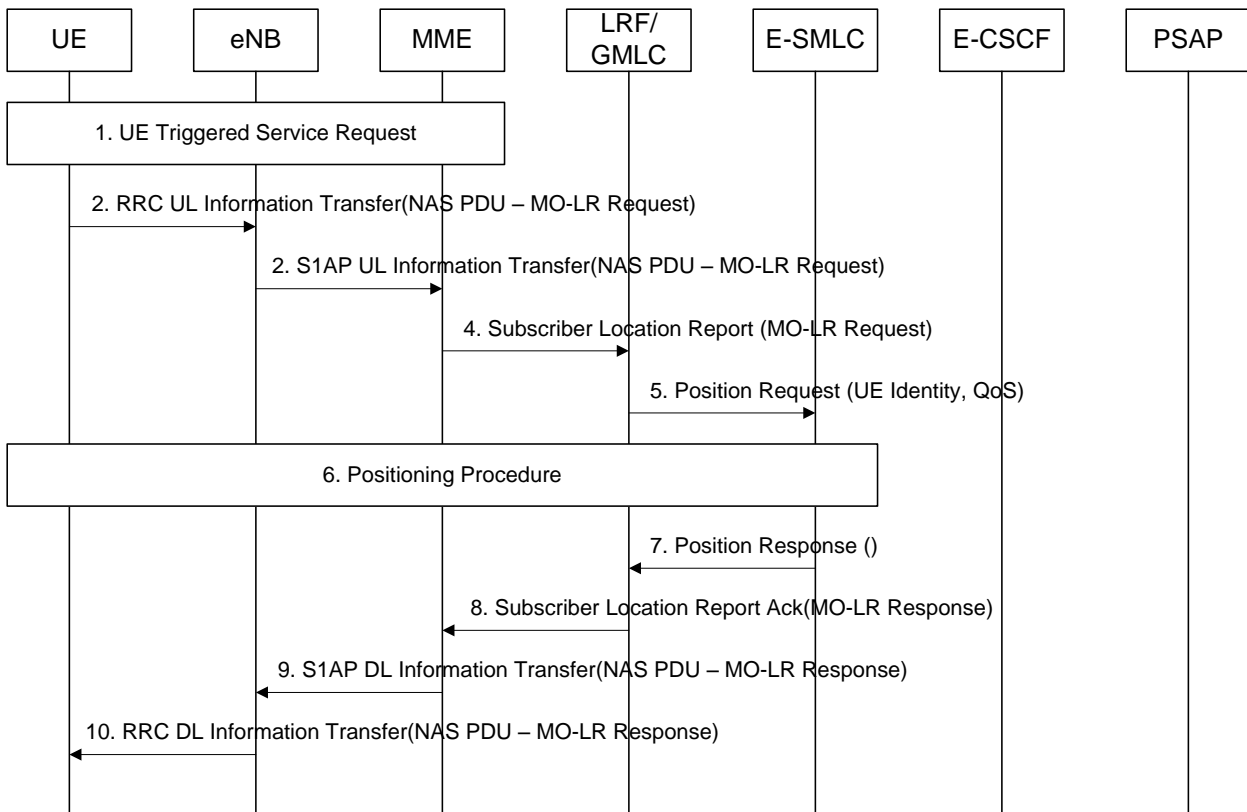 UE
eNB
MME
LRF/
GMLC
E-SMLC
E-CSCF
PSAP
1. UE Triggered Service Request
2. RRC UL Information Transfer(NAS PDU – MO-LR Request)
2. S1AP UL Information Transfer(NAS PDU – MO-LR Request)
4. Subscriber Location Report (MO-LR Request)
5. Position Request (UE Identity, QoS)
6. Positioning Procedure
7. Position Response ()
8. Subscriber Location Report Ack(MO-LR Response)
9. S1AP DL Information Transfer(NAS PDU – MO-LR Response)
10. RRC DL Information Transfer(NAS PDU – MO-LR Response)